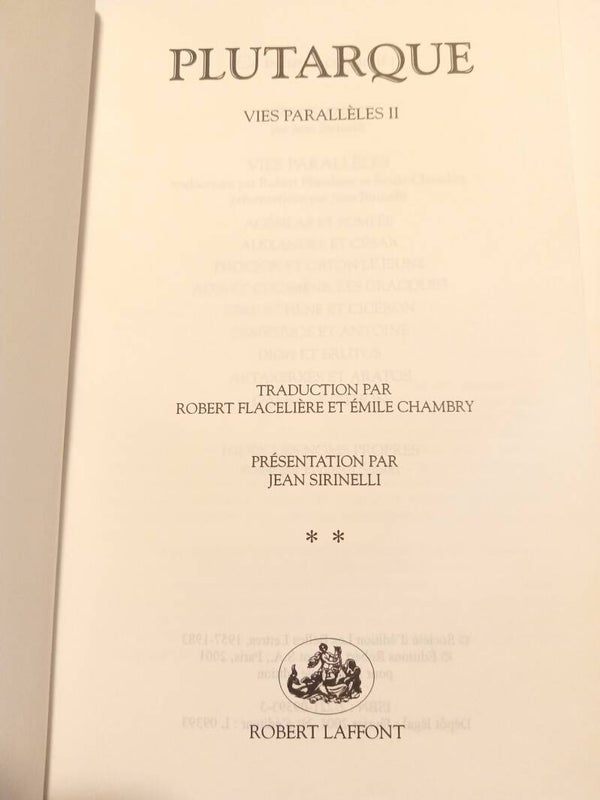 PLUTARQUE
VIES PARALLÈLES II
TRADUCTION PAR
ROBERT FLACELIÈRE ET ÉMILE CHAMBRY
PRÉSENTATION PAR
JEAN SIRINELLI
* *
ROBERT LAFFONT